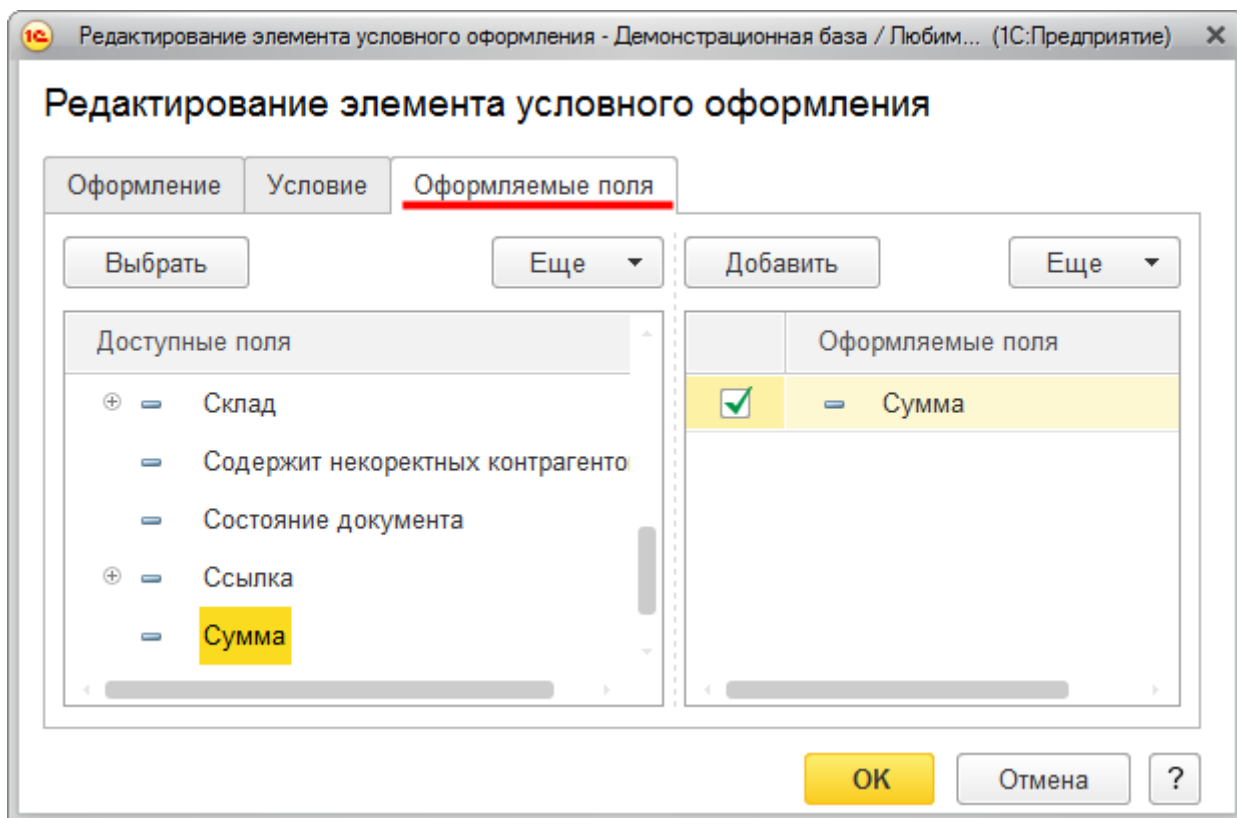 1С Редактирование элемента условного оформления - Демонстрационная база / Любим... (1С:Предприятие)
Редактирование элемента условного оформления
Оформление Условие Оформляемые поля
Выбрать Еще Добавить Еще
Доступные поля Оформляемые поля
Склад Сумма
Содержит некоректных контрагенто
Состояние документа
Ссылка
Сумма
OK Отмена ?